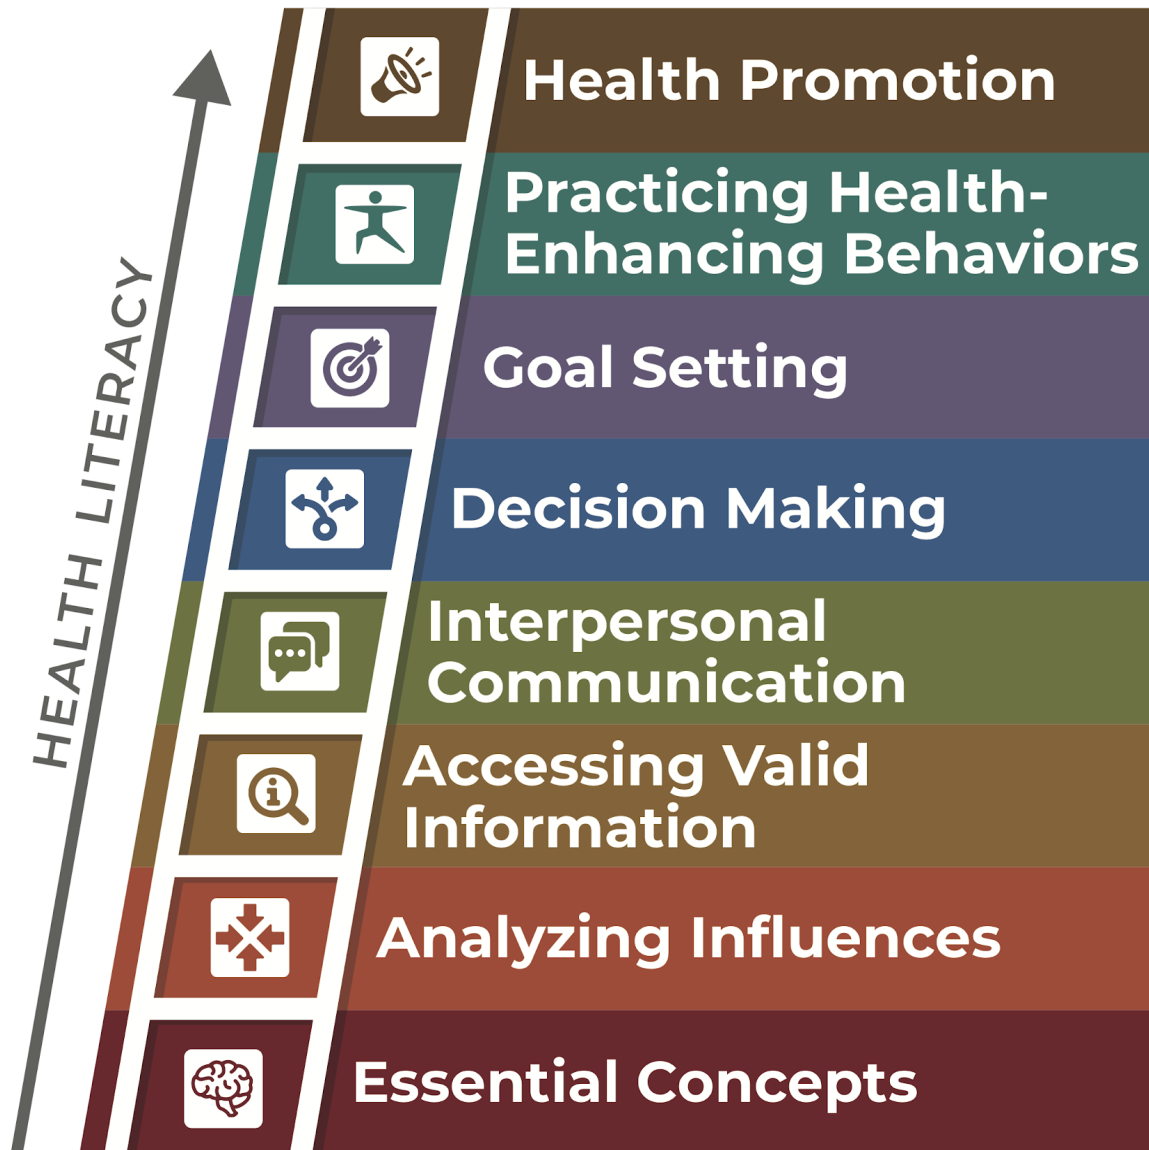 HEALTH LITERACY
Health Promotion
Practicing Health-
Enhancing Behaviors
Goal Setting
Decision Making
Interpersonal
Communication
Accessing Valid
Information
Analyzing Influences
Essential Concepts